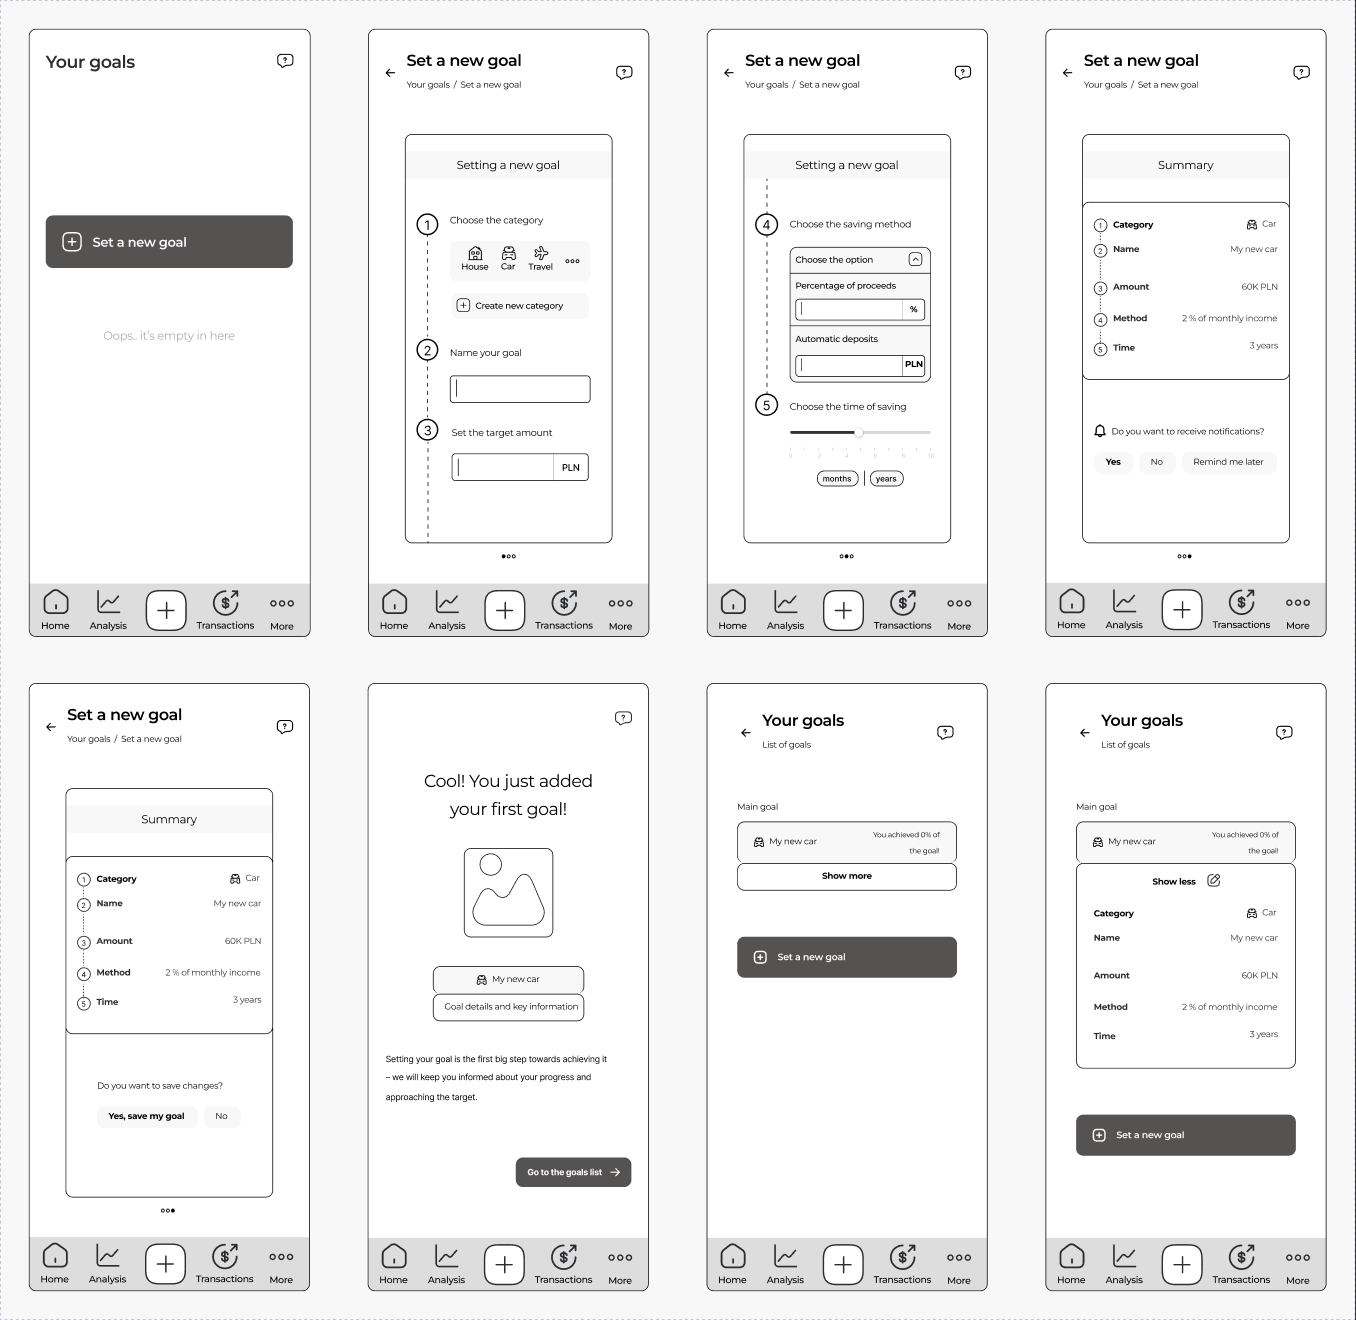 Your goals
?
Set a new goal
Oops.. it's empty in here
Home
Analysis
$
Transactions
More
Set a new goal
Your goals / Set a new goal
?
Setting a new goal
1
Choose the category
House
Car
Travel
Create new category
2
Name your goal
3
Set the target amount
PLN
Home
Analysis
$
Transactions
More
Set a new goal
Your goals / Set a new goal
?
Setting a new goal
4
Choose the saving method
Choose the option
Percentage of proceeds
%
Automatic deposits
PLN
5
Choose the time of saving
0 2 4 6 8 10
months | years
Home
Analysis
$
Transactions
More
Set a new goal
Your goals / Set a new goal
?
Summary
1 Category Car
2 Name My new car
3 Amount 60K PLN
4 Method 2 % of monthly income
5 Time 3 years
Do you want to receive notifications?
Yes No Remind me later
Home
Analysis
$
Transactions
More
Set a new goal
Your goals / Set a new goal
?
Summary
1 Category Car
2 Name My new car
3 Amount 60K PLN
4 Method 2 % of monthly income
5 Time 3 years
Do you want to save changes?
Yes, save my goal No
Home
Analysis
$
Transactions
More
?
Cool! You just added
your first goal!
My new car
Goal details and key information
Setting your goal is the first big step towards achieving it
– we will keep you informed about your progress and
approaching the target.
Go to the goals list
Home
Analysis
$
Transactions
More
Your goals
List of goals
?
Main goal
My new car
You achieved 0% of
the goal!
Show more
Set a new goal
Home
Analysis
$
Transactions
More
Your goals
List of goals
?
Main goal
My new car
You achieved 0% of
the goal!
Show less
Category Car
Name My new car
Amount 60K PLN
Method 2 % of monthly income
Time 3 years
Set a new goal
Home
Analysis
$
Transactions
More